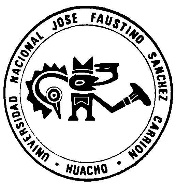 UNIVERSIDAD NACIONAL JOSE FAUSTINO SANCHEZ CARRION
• HUACHO •